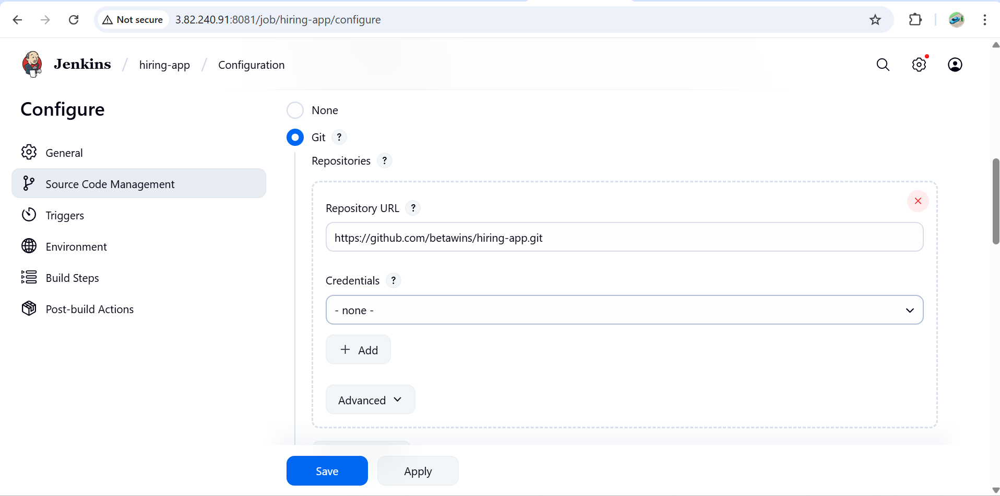 Not secure 3.82.240.91:8081/job/hiring-app/configure
Jenkins / hiring-app / Configuration
Configure
General
Source Code Management
Triggers
Environment
Build Steps
Post-build Actions
None
Git ?
Repositories ?
Repository URL ?
https://github.com/betawins/hiring-app.git
Credentials ?
- none -
+ Add
Advanced
Save Apply